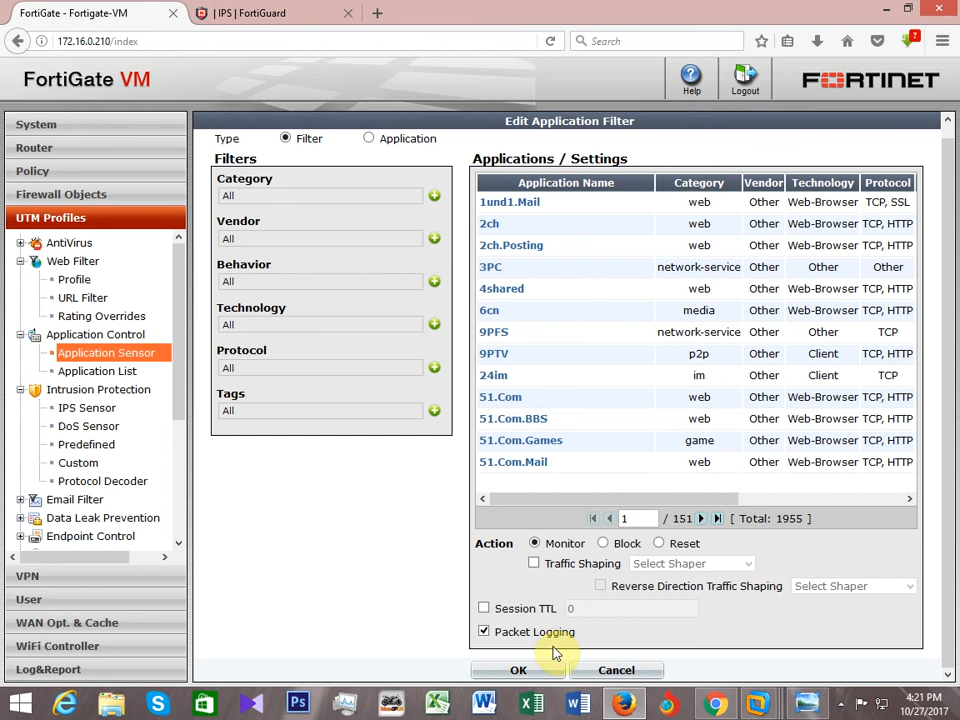 FortiGate - Fortigate-VM
| IPS | FortiGuard
172.16.0.210/index
Search
?
FortiGate VM
Help
Logout
FORTINET
System
Router
Policy
Firewall Objects
UTM Profiles
AntiVirus
Web Filter
Profile
URL Filter
Rating Overrides
Application Control
Application Sensor
Application List
Intrusion Protection
IPS Sensor
DoS Sensor
Predefined
Custom
Protocol Decoder
Email Filter
Data Leak Prevention
Endpoint Control
VPN
User
WAN Opt. & Cache
WiFi Controller
Log&Report
Edit Application Filter
Type Filter Application
Filters
Category
All
Vendor
All
Behavior
All
Technology
All
Protocol
All
Tags
All
Applications / Settings
Application Name Category Vendor Technology Protocol
1und1.Mail web Other Web-Browser TCP, SSL
2ch web Other Web-Browser TCP, HTTP
2ch.Posting web Other Web-Browser TCP, HTTP
3PC network-service Other Other Other
4shared web Other Web-Browser TCP, HTTP
6cn media Other Web-Browser TCP, HTTP
9PFS network-service Other Other TCP
9PTV p2p Other Client TCP, HTTP
24im im Other Client TCP
51.Com web Other Web-Browser TCP, HTTP
51.Com.BBS web Other Web-Browser TCP, HTTP
51.Com.Games game Other Web-Browser TCP, HTTP
51.Com.Mail web Other Web-Browser TCP, HTTP
1 / 151 [ Total: 1955 ]
Action Monitor Block Reset
Traffic Shaping Select Shaper
Reverse Direction Traffic Shaping Select Shaper
Session TTL 0
Packet Logging
OK Cancel
4:21 PM
10/27/2017